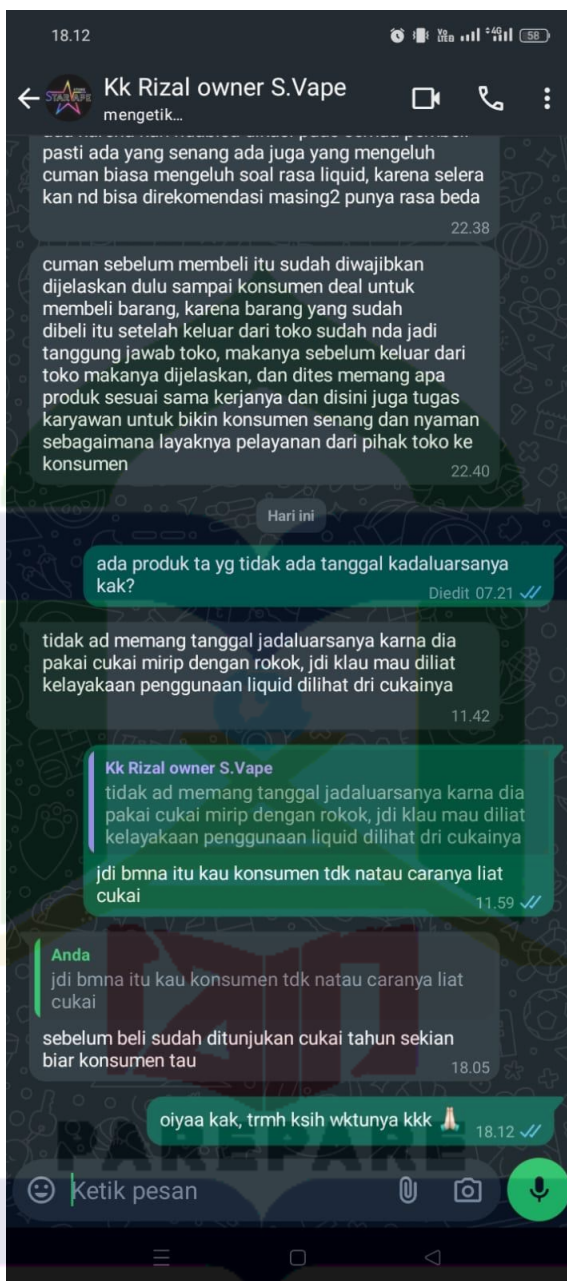 18.12
58
Kk Rizal owner S.Vape
mengetik...
pasti ada yang senang ada juga yang mengeluh
cuman biasa mengeluh soal rasa liquid, karena selera
kan nd bisa direkomendasi masing2 punya rasa beda
22.38
cuman sebelum membeli itu sudah diwajibkan
dijelaskan dulu sampai konsumen deal untuk
membeli barang, karena barang yang sudah
dibeli itu setelah keluar dari toko sudah nda jadi
tanggung jawab toko, makanya sebelum keluar dari
toko makanya dijelaskan, dan dites memang apa
produk sesuai sama kerjanya dan disini juga tugas
karyawan untuk bikin konsumen senang dan nyaman
sebagaimana layaknya pelayanan dari pihak toko ke
konsumen
22.40
Hari ini
ada produk ta yg tidak ada tanggal kadaluarsanya
kak?
Diedit 07.21
tidak ad memang tanggal jadaluarsanya karna dia
pakai cukai mirip dengan rokok, jdi klau mau diliat
kelayakaan penggunaan liquid dilihat dri cukainya
11.42
Kk Rizal owner S.Vape
tidak ad memang tanggal jadaluarsanya karna dia
pakai cukai mirip dengan rokok, jdi klau mau diliat
kelayakaan penggunaan liquid dilihat dri cukainya
jdi bmna itu kau konsumen tdk natau caranya liat
cukai
11.59
Anda
jdi bmna itu kau konsumen tdk natau caranya liat
cukai
sebelum beli sudah ditunjukan cukai tahun sekian
biar konsumen tau
18.05
oiyaa kak, trmh ksih wktunya kkk 🙏🏻
18.12
PAREPARE
Ketik pesan